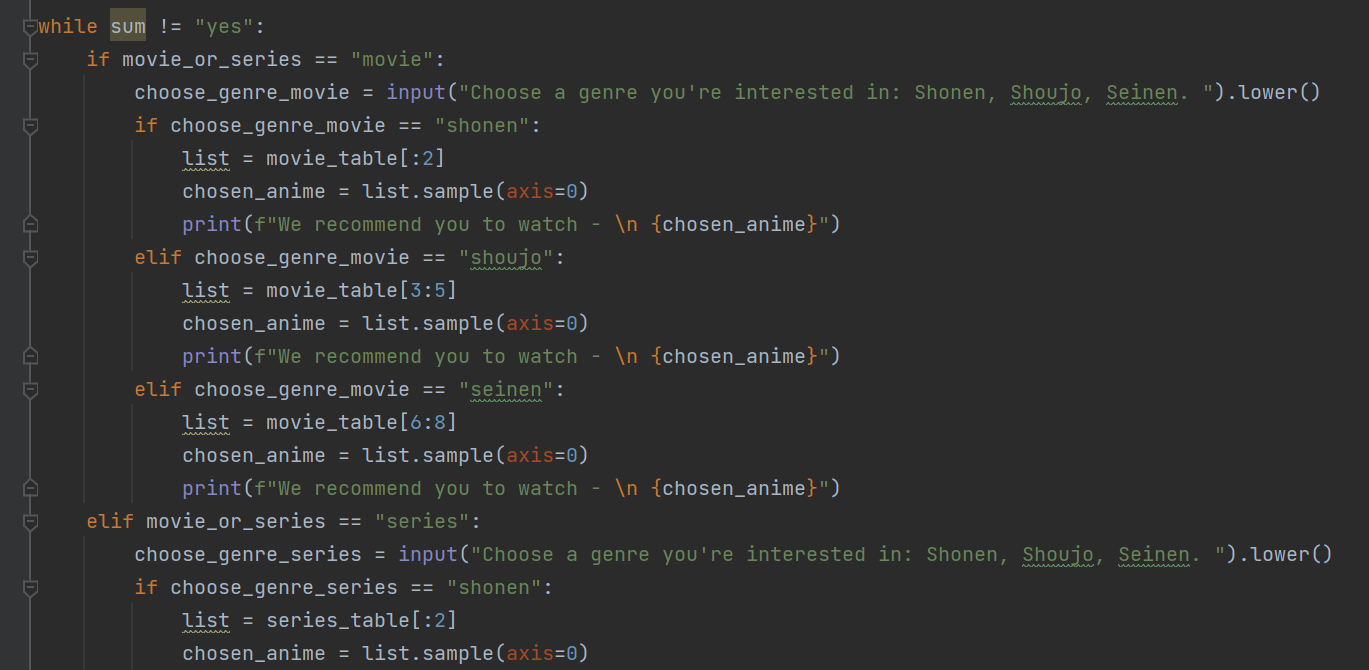 while sum != "yes":
    if movie_or_series == "movie":
        choose_genre_movie = input("Choose a genre you're interested in: Shonen, Shoujo, Seinen. ").lower()
        if choose_genre_movie == "shonen":
            list = movie_table[:2]
            chosen_anime = list.sample(axis=0)
            print(f"We recommend you to watch - \n {chosen_anime}")
        elif choose_genre_movie == "shoujo":
            list = movie_table[3:5]
            chosen_anime = list.sample(axis=0)
            print(f"We recommend you to watch - \n {chosen_anime}")
        elif choose_genre_movie == "seinen":
            list = movie_table[6:8]
            chosen_anime = list.sample(axis=0)
            print(f"We recommend you to watch - \n {chosen_anime}")
    elif movie_or_series == "series":
        choose_genre_series = input("Choose a genre you're interested in: Shonen, Shoujo, Seinen. ").lower()
        if choose_genre_series == "shonen":
            list = series_table[:2]
            chosen_anime = list.sample(axis=0)